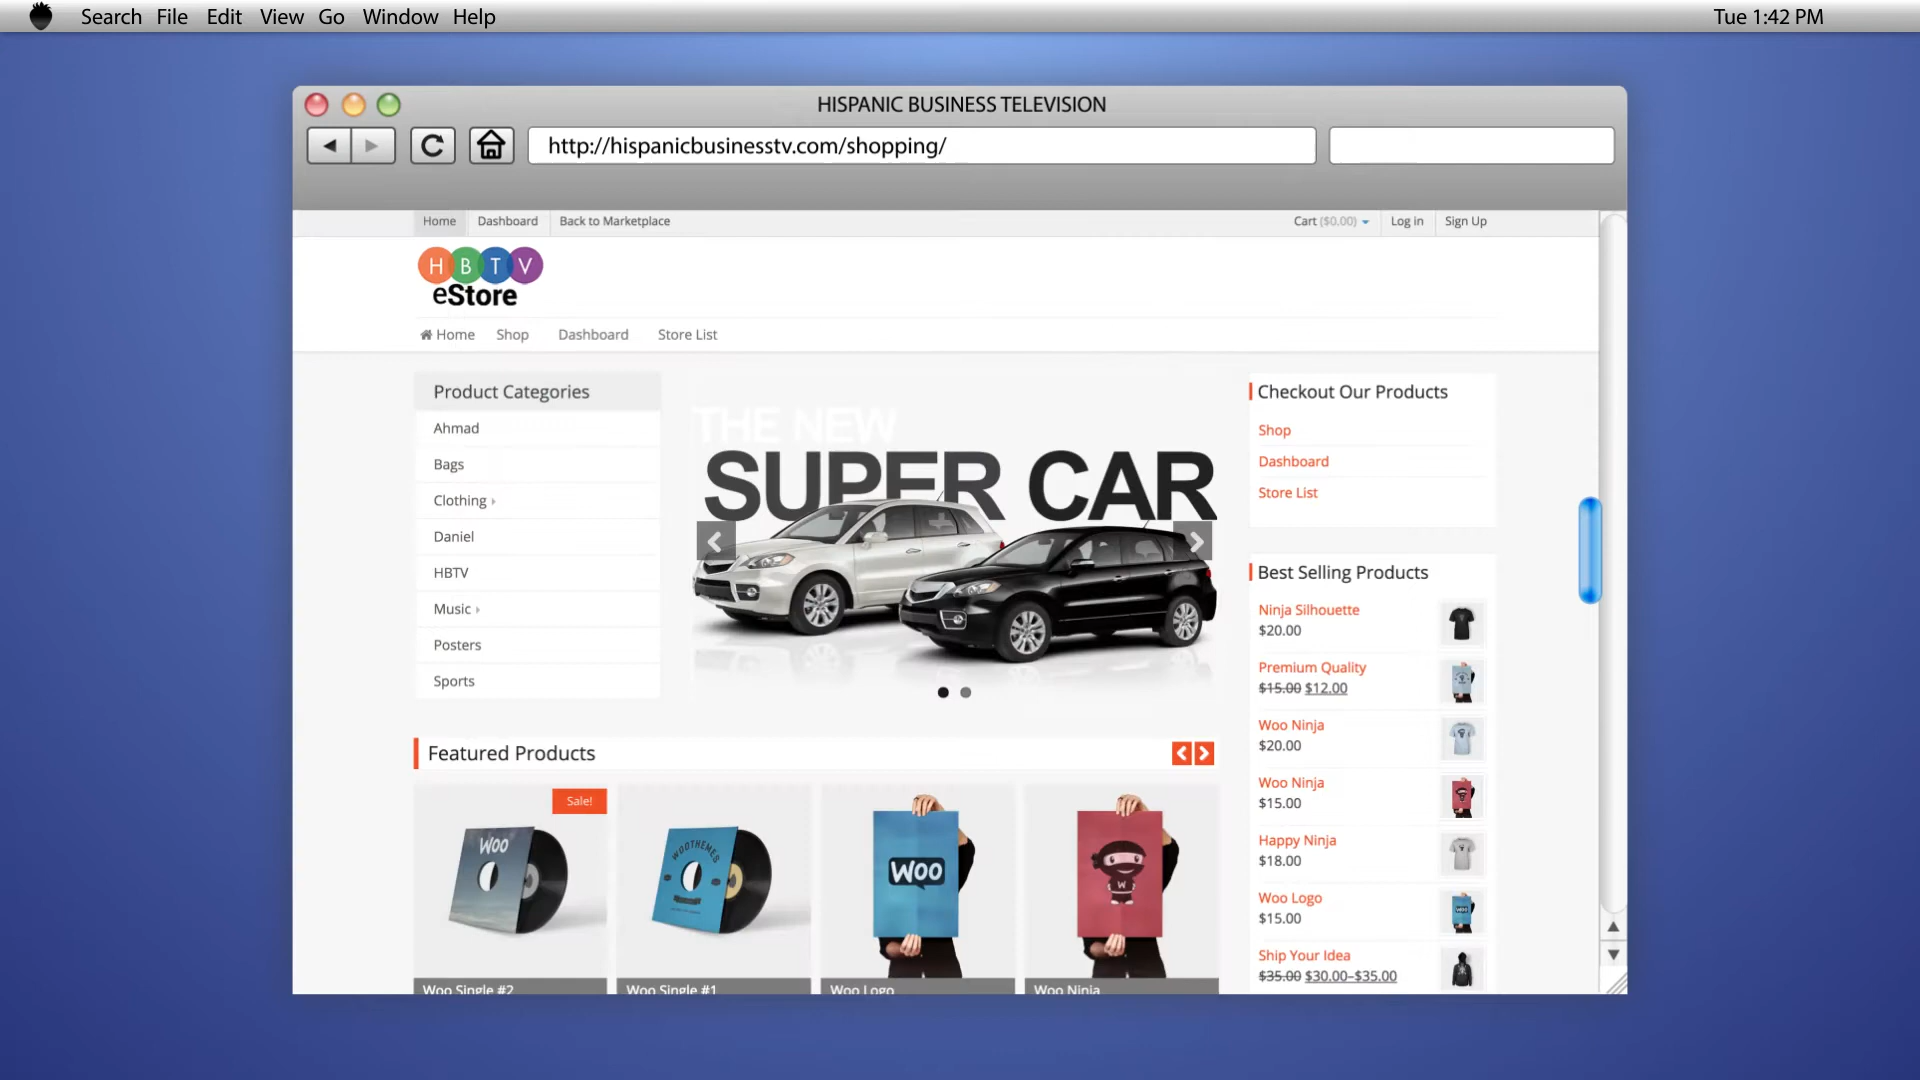 Search File Edit View Go Window Help
Tue 1:42 PM
HISPANIC BUSINESS TELEVISION
http://hispanicbusinesstv.com/shopping/
Home Dashboard Back to Marketplace
Cart ($0.00) Log in Sign Up
H B T V
eStore
Home Shop Dashboard Store List
Product Categories
Ahmad
Bags
Clothing
Daniel
HBTV
Music
Posters
Sports
THE NEW
SUPER CAR
Checkout Our Products
Shop
Dashboard
Store List
Best Selling Products
Ninja Silhouette
$20.00
Premium Quality
$15.00 $12.00
Woo Ninja
$20.00
Woo Ninja
$15.00
Happy Ninja
$18.00
Woo Logo
$15.00
Ship Your Idea
$35.00 $30.00–$35.00
Featured Products
Sale!
WOO
WOOTHEMES
WOO
W
WOO
Woo Single #2
Woo Single #1
Woo Logo
Woo Ninja